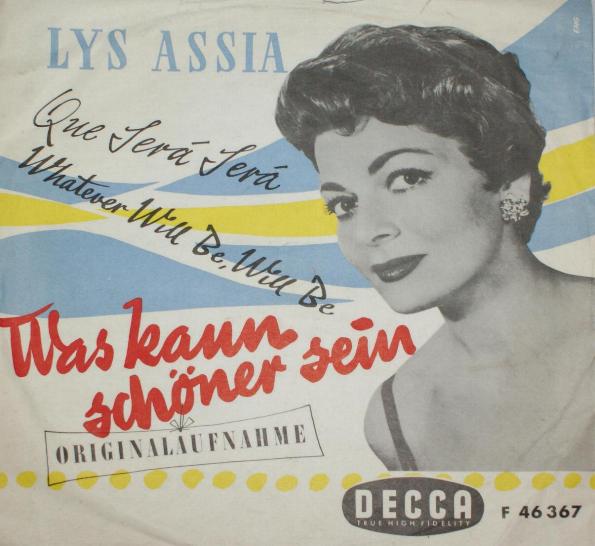 LYS ASSIA
Que Será Será
Whatever Will Be, Will Be
Was kann
schöner sein
ORIGINALAUFNAHME
DECCA
TRUE HIGH FIDELITY
F 46 367